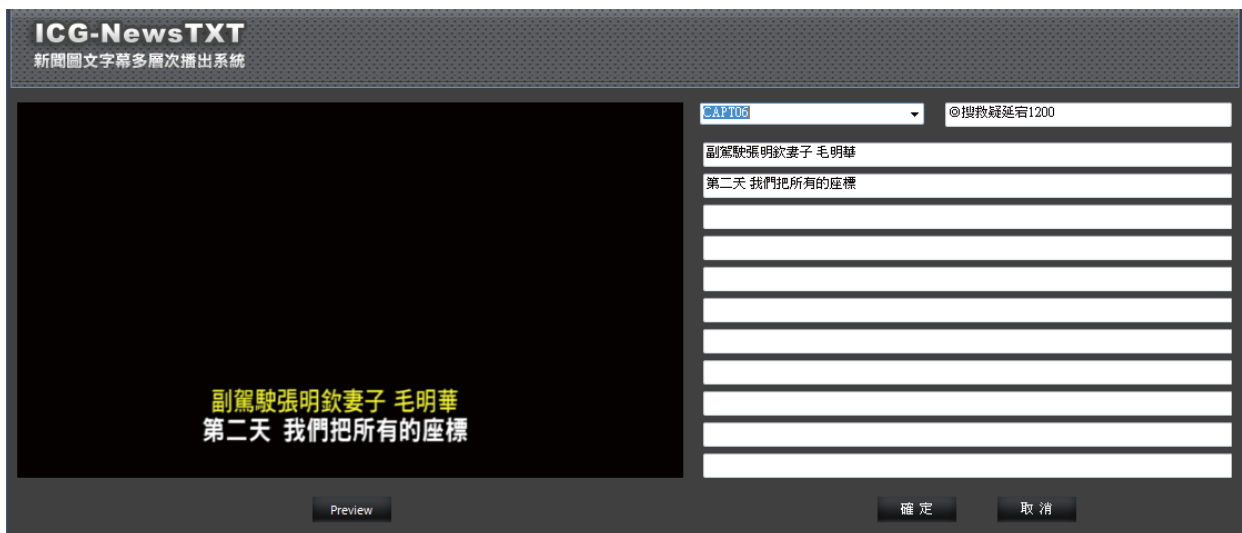 ICG-NewsTXT
新聞圖文字幕多層次播出系統
CAPT06
◎搜救疑延宕1200
副駕駛張明欽妻子 毛明華
第二天 我們把所有的座標
副駕駛張明欽妻子 毛明華
第二天 我們把所有的座標
Preview
確定
取消